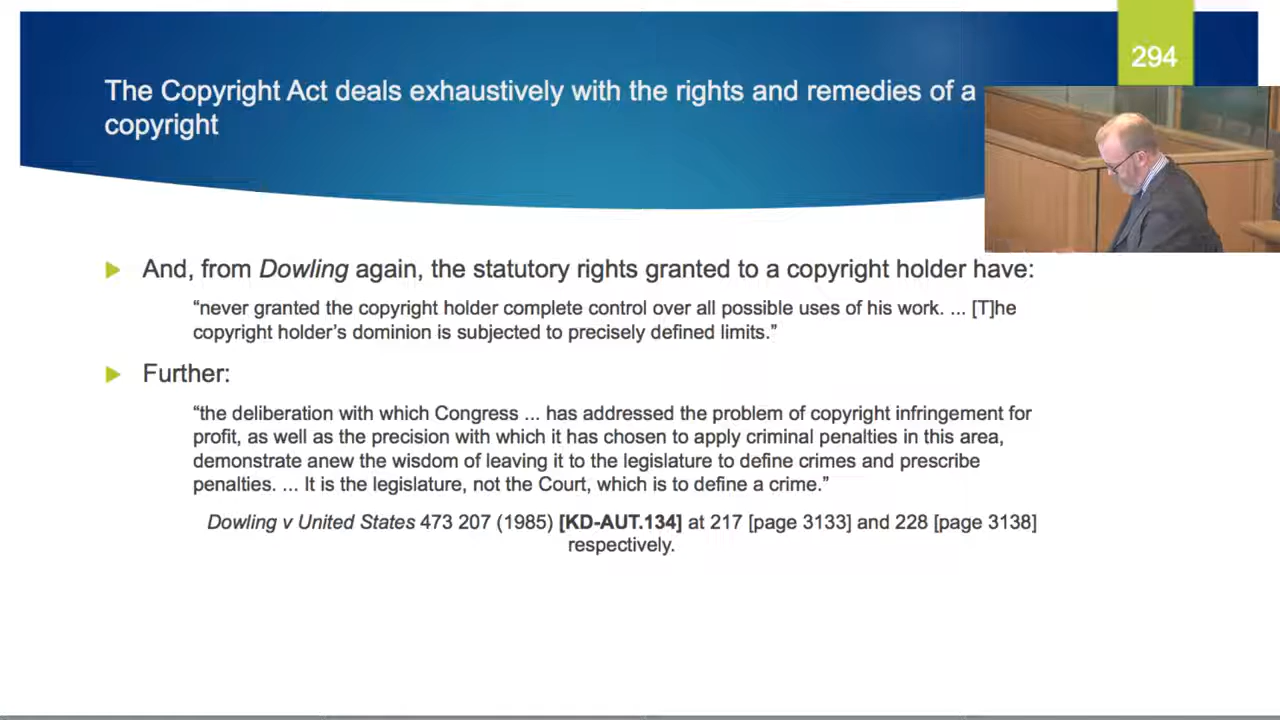 294
The Copyright Act deals exhaustively with the rights and remedies of a
copyright
And, from Dowling again, the statutory rights granted to a copyright holder have:
“never granted the copyright holder complete control over all possible uses of his work. ... [T]he
copyright holder’s dominion is subjected to precisely defined limits.”
Further:
“the deliberation with which Congress ... has addressed the problem of copyright infringement for
profit, as well as the precision with which it has chosen to apply criminal penalties in this area,
demonstrate anew the wisdom of leaving it to the legislature to define crimes and prescribe
penalties. ... It is the legislature, not the Court, which is to define a crime.”
Dowling v United States 473 207 (1985) [KD-AUT.134] at 217 [page 3133] and 228 [page 3138]
respectively.